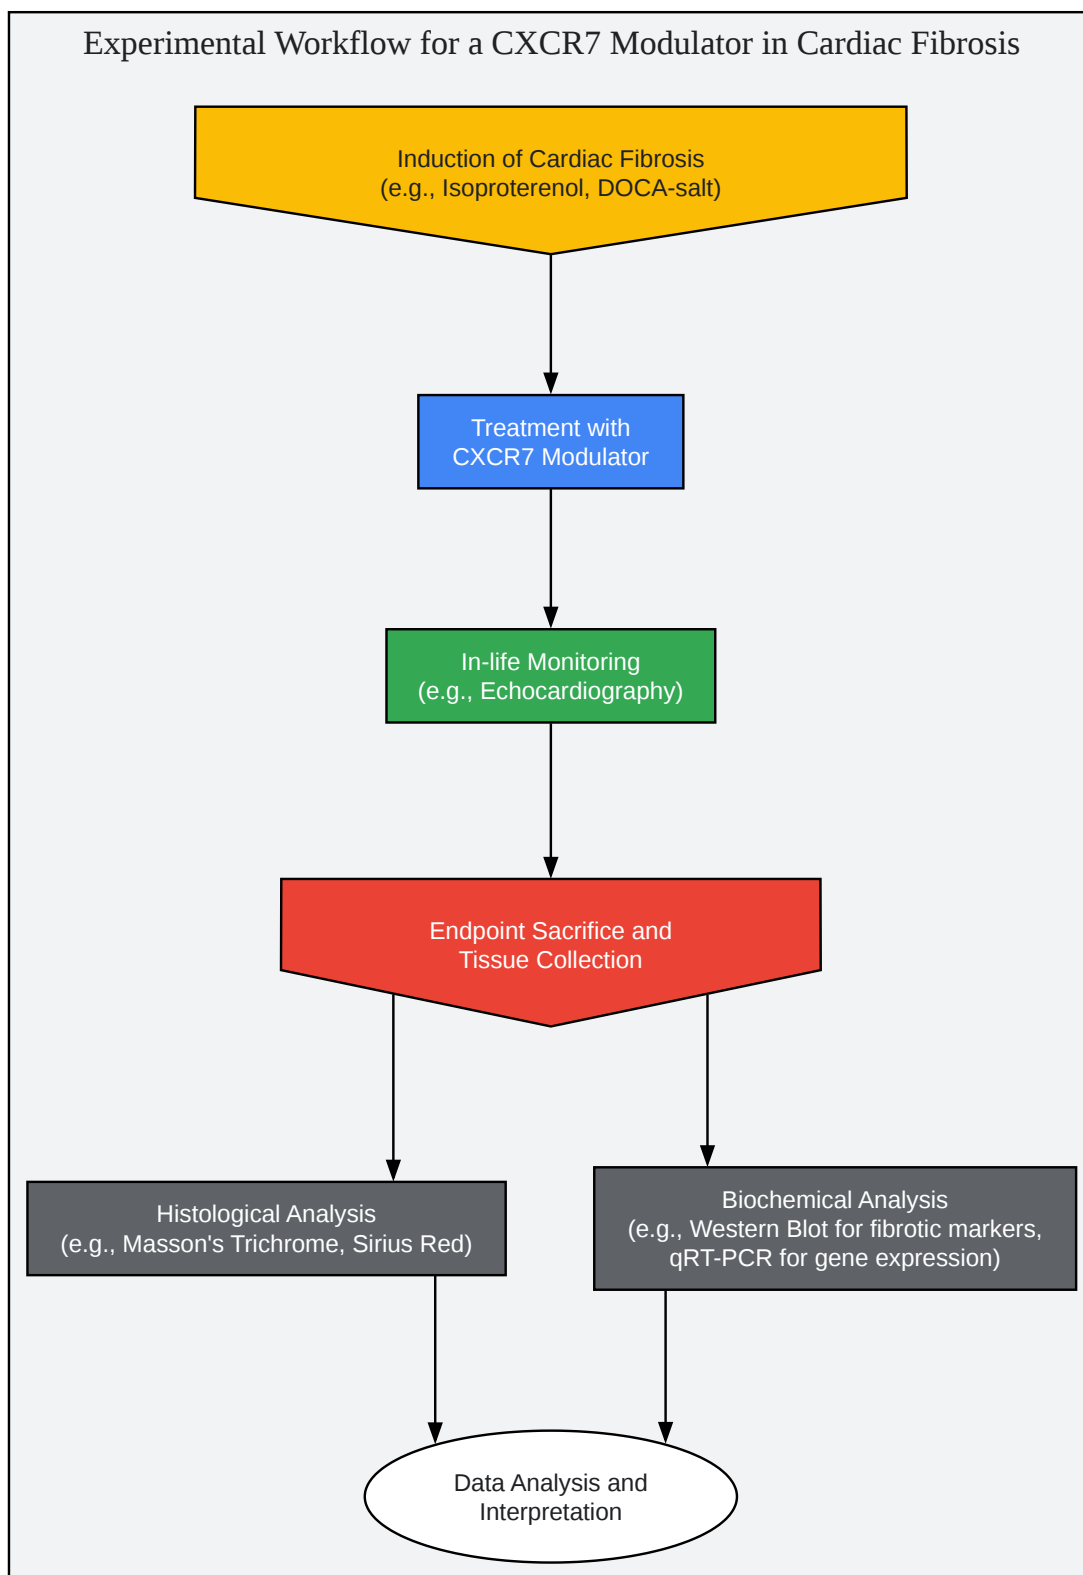 Experimental Workflow for a CXCR7 Modulator in Cardiac Fibrosis
Induction of Cardiac Fibrosis
(e.g., Isoproterenol, DOCA-salt)
Treatment with
CXCR7 Modulator
In-life Monitoring
(e.g., Echocardiography)
Endpoint Sacrifice and
Tissue Collection
Histological Analysis
(e.g., Masson's Trichrome, Sirius Red)
Biochemical Analysis
(e.g., Western Blot for fibrotic markers,
qRT-PCR for gene expression)
Data Analysis and
Interpretation